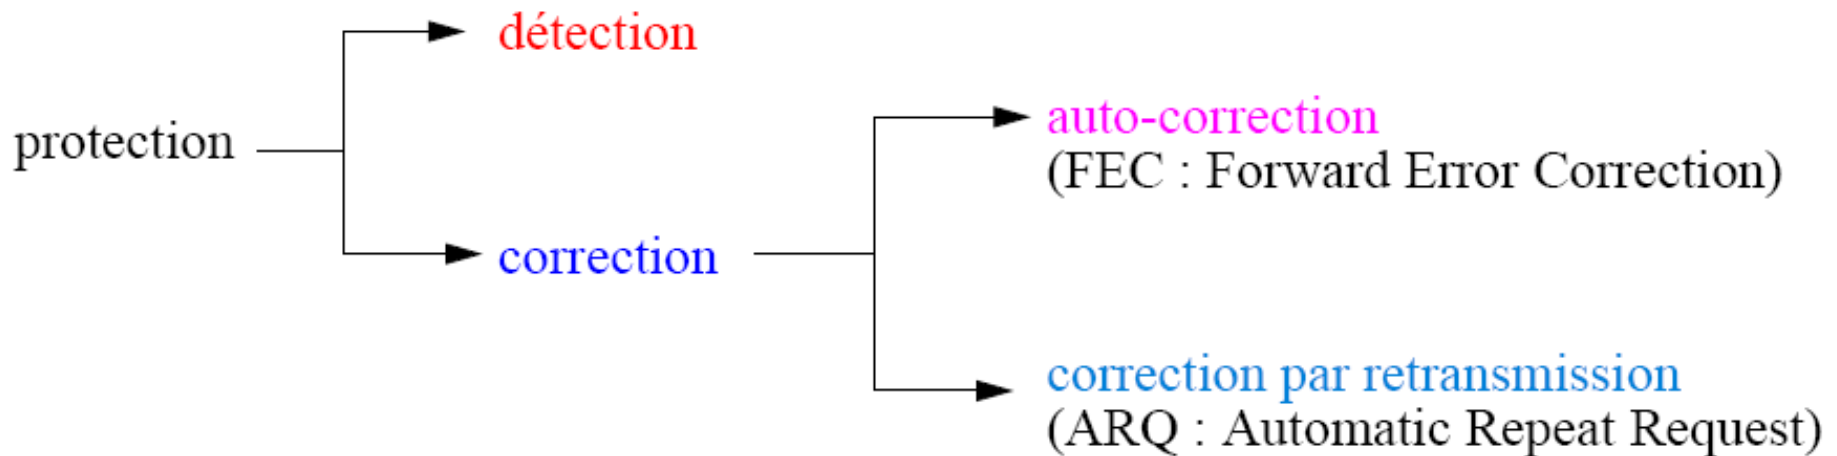 détection
protection
correction
auto-correction
(FEC : Forward Error Correction)
correction par retransmission
(ARQ : Automatic Repeat Request)